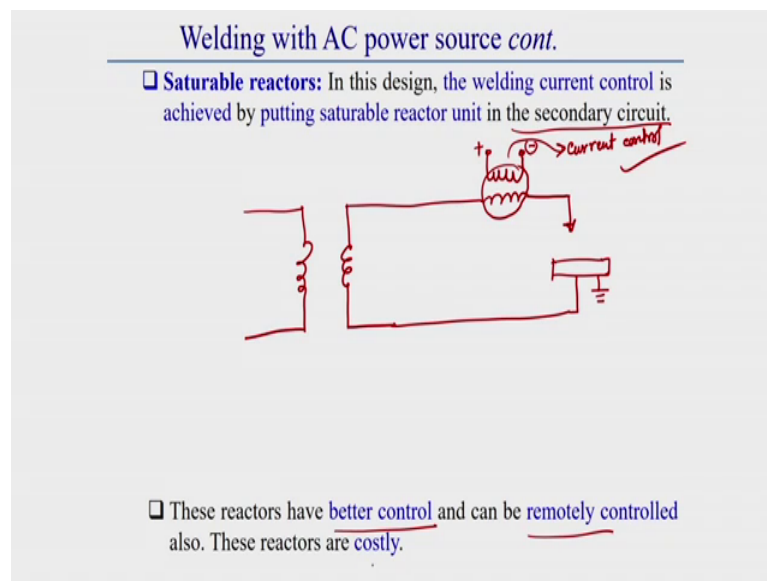 Welding with AC power source cont.
❑ Saturable reactors: In this design, the welding current control is
achieved by putting saturable reactor unit in the secondary circuit.
+ ⊖ → current control
❑ These reactors have better control and can be remotely controlled
also. These reactors are costly.